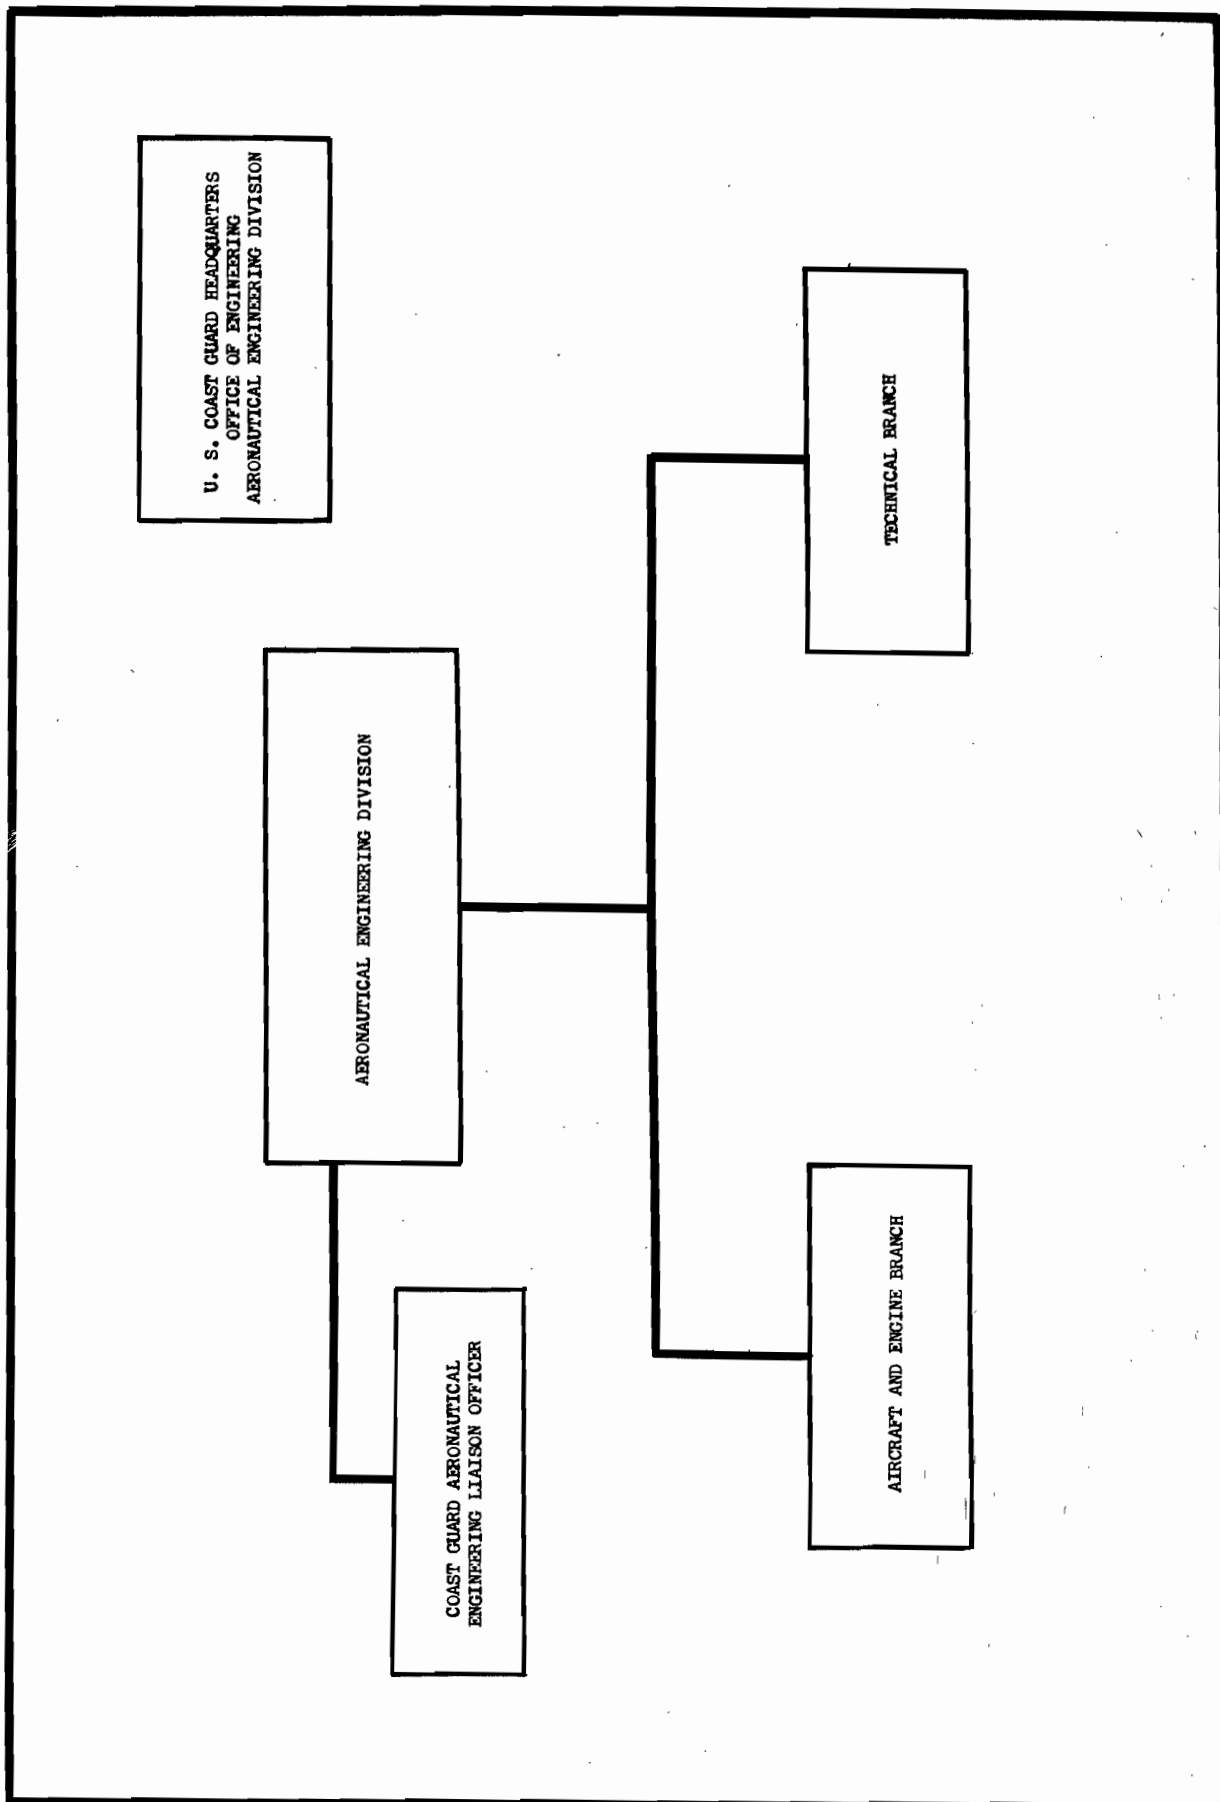 U. S. COAST GUARD HEADQUARTERS
OFFICE OF ENGINEERING
AERONAUTICAL ENGINEERING DIVISION
AERONAUTICAL ENGINEERING DIVISION
COAST GUARD AERONAUTICAL
ENGINEERING LIAISON OFFICER
AIRCRAFT AND ENGINE BRANCH
TECHNICAL BRANCH